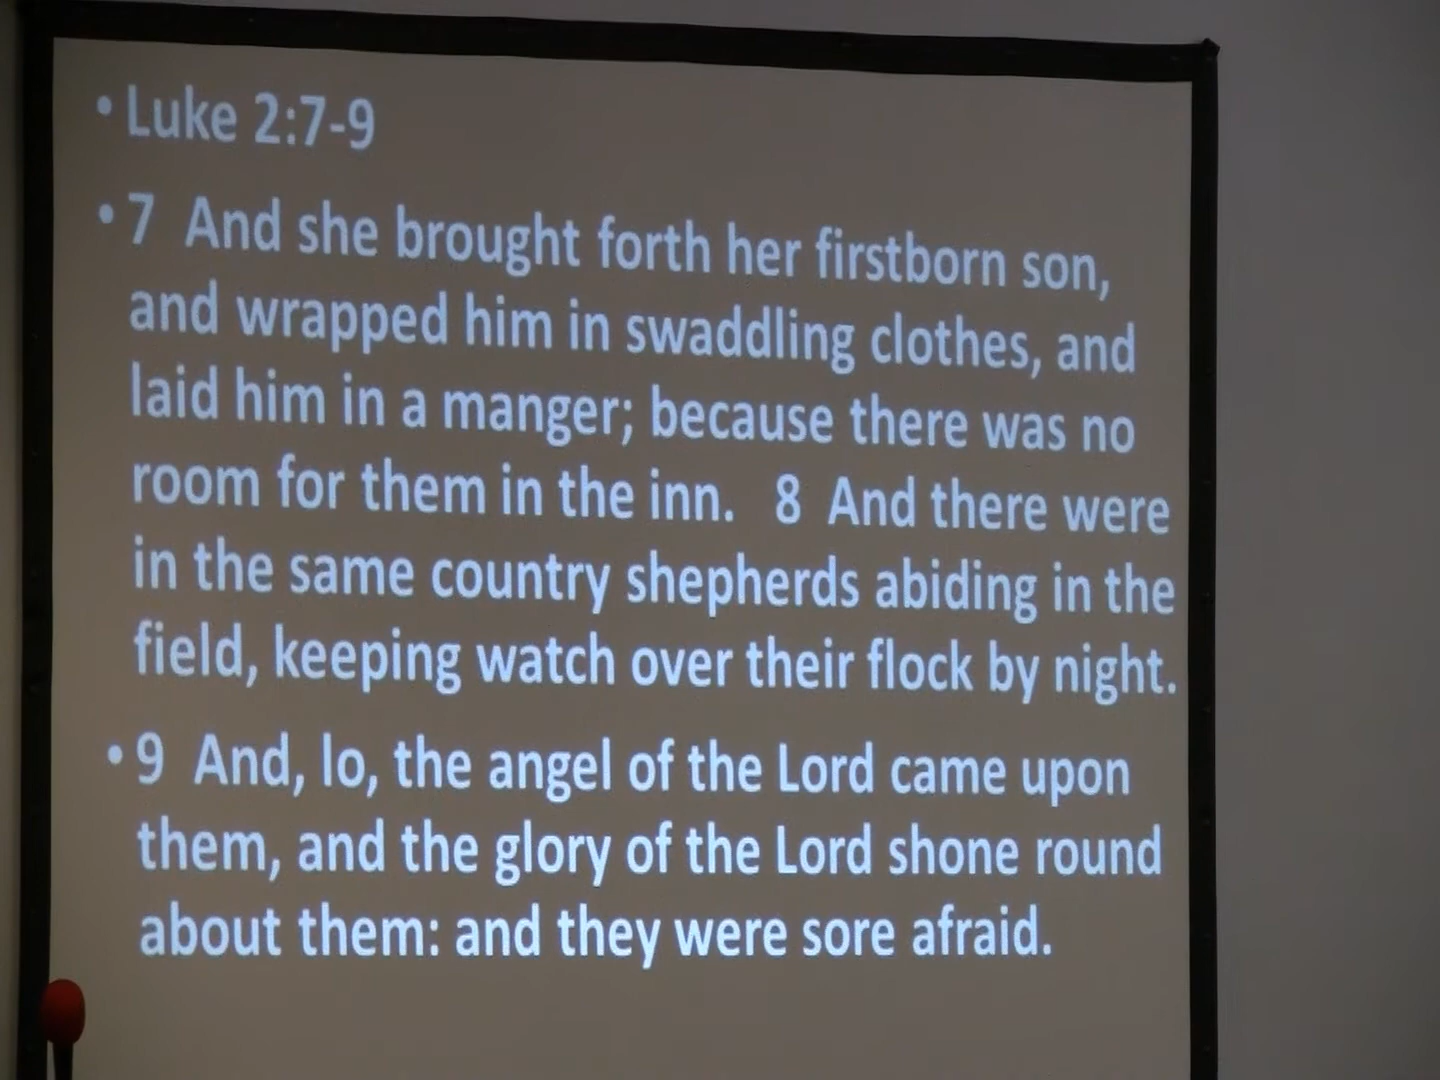 • Luke 2:7-9
• 7 And she brought forth her firstborn son,
and wrapped him in swaddling clothes, and
laid him in a manger; because there was no
room for them in the inn. 8 And there were
in the same country shepherds abiding in the
field, keeping watch over their flock by night.
• 9 And, lo, the angel of the Lord came upon
them, and the glory of the Lord shone round
about them: and they were sore afraid.